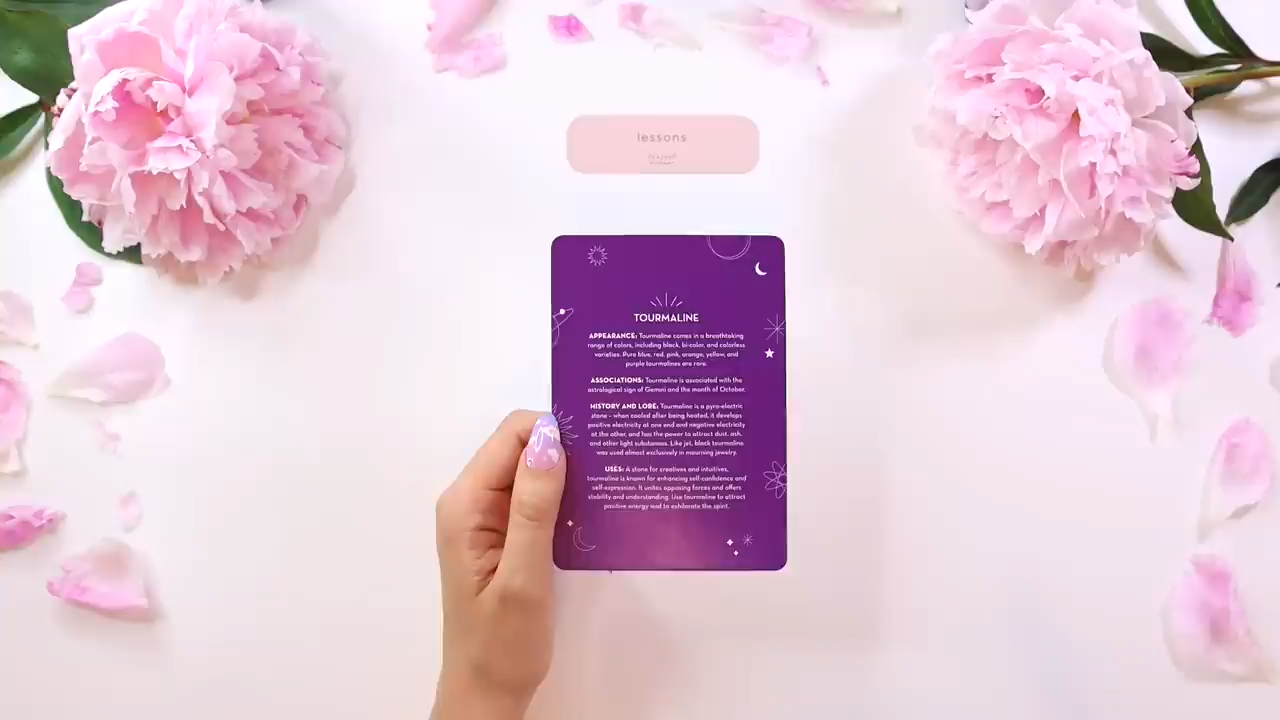 lessons
TOURMALINE
APPEARANCE: Tourmaline comes in a breathtaking
range of colors, including black, bi-color, and colorless
varieties. Pure blue, red, pink, orange, yellow, and
purple tourmalines are rare.
ASSOCIATIONS: Tourmaline is associated with the
astrological sign of Gemini and the month of October.
HISTORY AND LORE: Tourmaline is a pyro-electric
stone – when cooled after being heated, it develops
positive electricity at one end and negative electricity
at the other, and has the power to attract dust, ash,
and other light substances. Like jet, black tourmaline
was used almost exclusively in mourning jewelry.
USES: A stone for creatives and intuitives,
tourmaline is known for enhancing self-confidence and
self-expression. It unites opposing forces and offers
stability and understanding. Use tourmaline to attract
positive energy and to exhilarate the spirit.